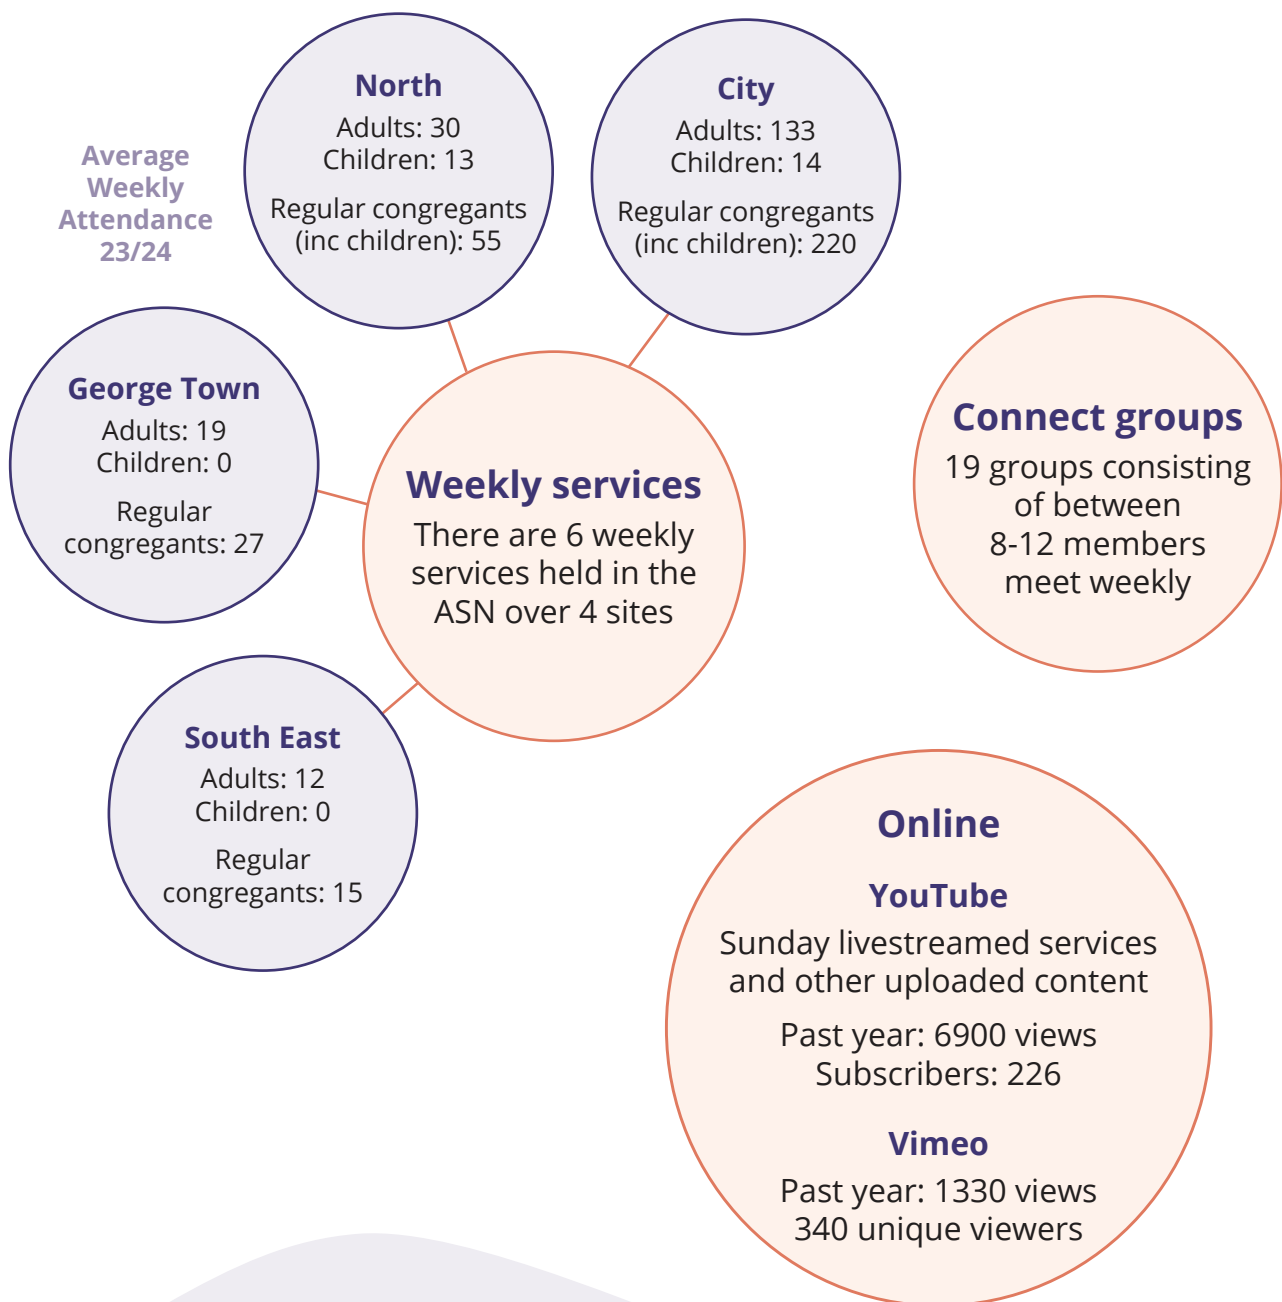 Average
Weekly
Attendance
23/24
North
Adults: 30
Children: 13
Regular congregants
(inc children): 55
City
Adults: 133
Children: 14
Regular congregants
(inc children): 220
George Town
Adults: 19
Children: 0
Regular
congregants: 27
South East
Adults: 12
Children: 0
Regular
congregants: 15
Weekly services
There are 6 weekly
services held in the
ASN over 4 sites
Connect groups
19 groups consisting
of between
8-12 members
meet weekly
Online
YouTube
Sunday livestreamed services
and other uploaded content
Past year: 6900 views
Subscribers: 226
Vimeo
Past year: 1330 views
340 unique viewers